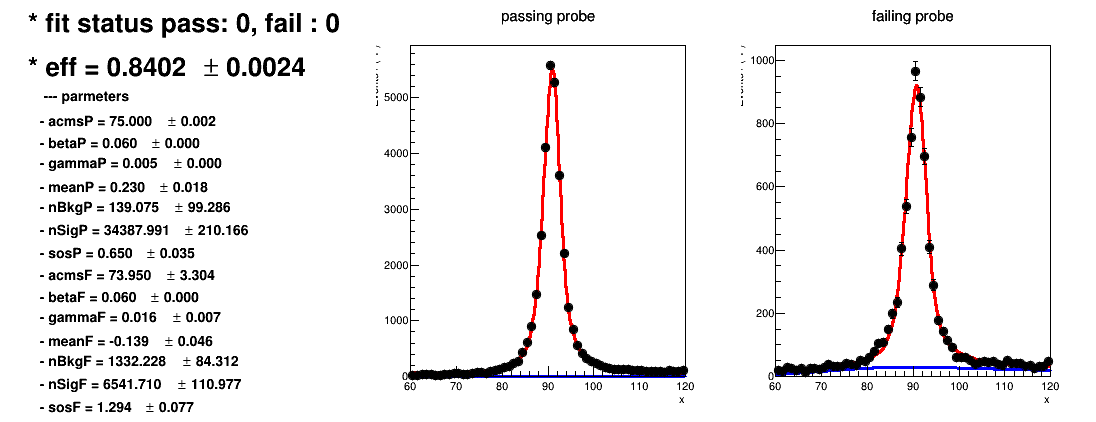 * fit status pass: 0, fail : 0
* eff = 0.8402 ± 0.0024
--- parmeters
- acmsP = 75.000 ± 0.002
- betaP = 0.060 ± 0.000
- gammaP = 0.005 ± 0.000
- meanP = 0.230 ± 0.018
- nBkgP = 139.075 ± 99.286
- nSigP = 34387.991 ± 210.166
- sosP = 0.650 ± 0.035
- acmsF = 73.950 ± 3.304
- betaF = 0.060 ± 0.000
- gammaF = 0.016 ± 0.007
- meanF = -0.139 ± 0.046
- nBkgF = 1332.228 ± 84.312
- nSigF = 6541.710 ± 110.977
- sosF = 1.294 ± 0.077
passing probe
5000
4000
3000
2000
1000
0
60 70 80 90 100 110 120
x
failing probe
1000
800
600
400
200
0
60 70 80 90 100 110 120
x